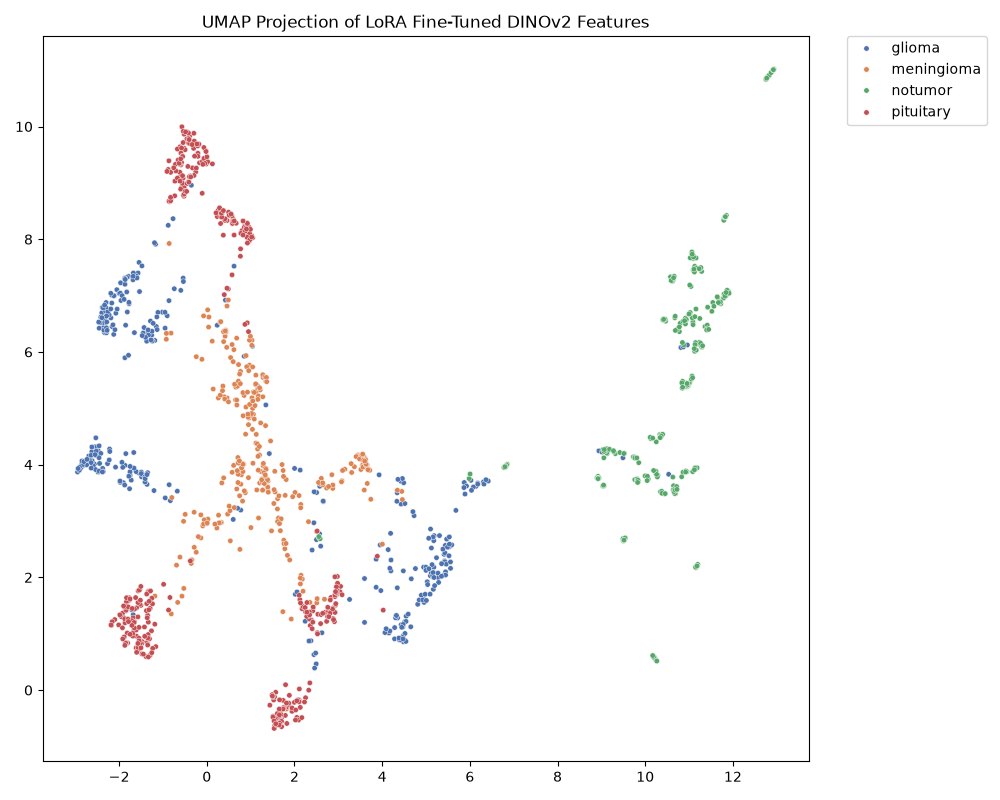 UMAP Projection of LoRA Fine-Tuned DINOv2 Features
glioma
meningioma
notumor
pituitary
10
8
6
4
2
0
−2 0 2 4 6 8 10 12